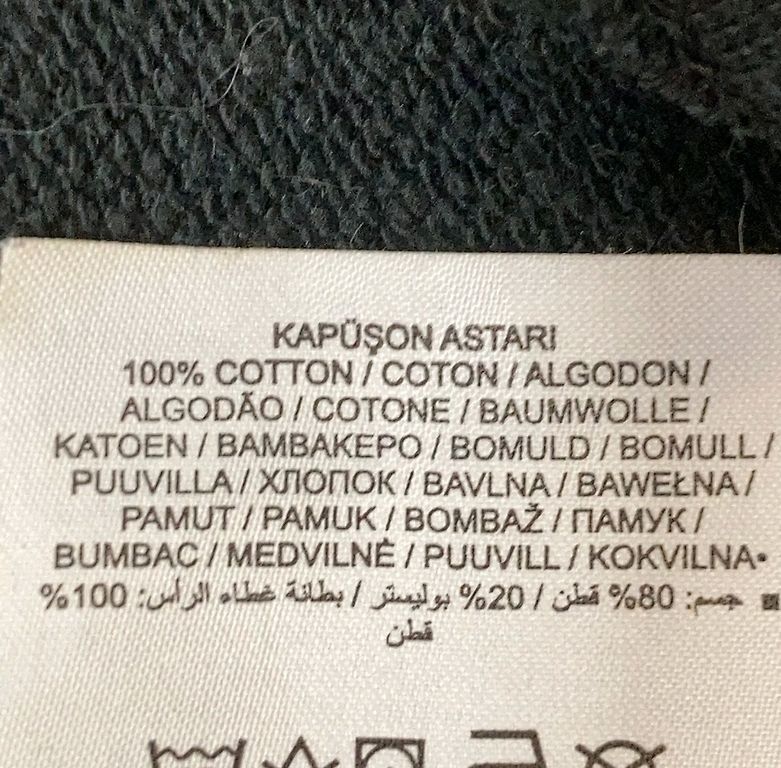 KAPÜŞON ASTARI
100% COTTON / COTON / ALGODON /
ALGODÃO / COTONE / BAUMWOLLE /
KATOEN / BAMBAKEPO / BOMULD / BOMULL /
PUUVILLA / ХЛОПОК / BAVLNA / BAWEŁNA /
PAMUT / PAMUK / BOMBAŽ / ПАМУК /
BUMBAC / MEDVILNĖ / PUUVILL / KOKVILNA•
■ جسم: 80% قطن / 20% بوليستر / بطانة غطاء الرأس: 100%
قطن